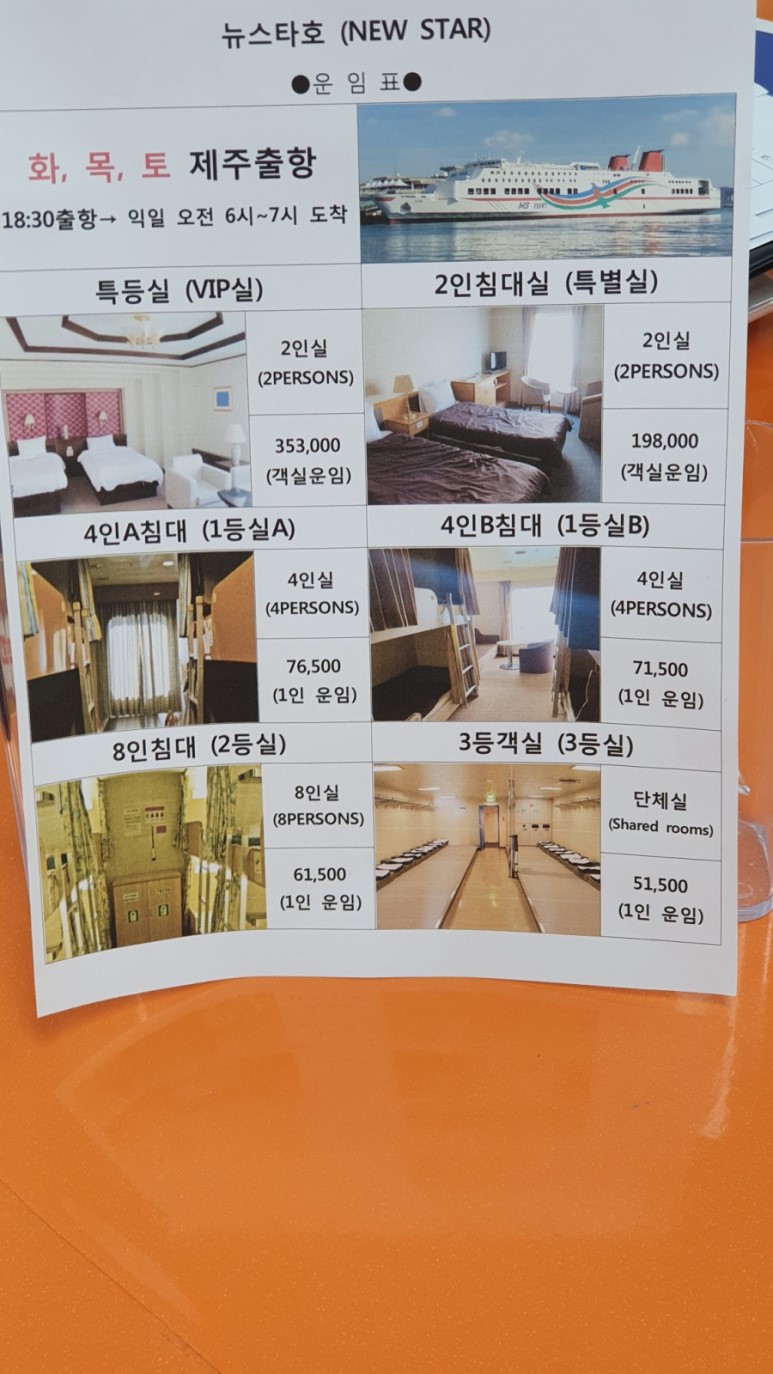 뉴스타호 (NEW STAR)
●운 임 표●
화, 목, 토 제주출항
18:30출항→ 익일 오전 6시~7시 도착
특등실 (VIP실)
2인실
(2PERSONS)
353,000
(객실운임)
2인침대실 (특별실)
2인실
(2PERSONS)
198,000
(객실운임)
4인A침대 (1등실A)
4인실
(4PERSONS)
76,500
(1인 운임)
4인B침대 (1등실B)
4인실
(4PERSONS)
71,500
(1인 운임)
8인침대 (2등실)
8인실
(8PERSONS)
61,500
(1인 운임)
3등객실 (3등실)
단체실
(Shared rooms)
51,500
(1인 운임)